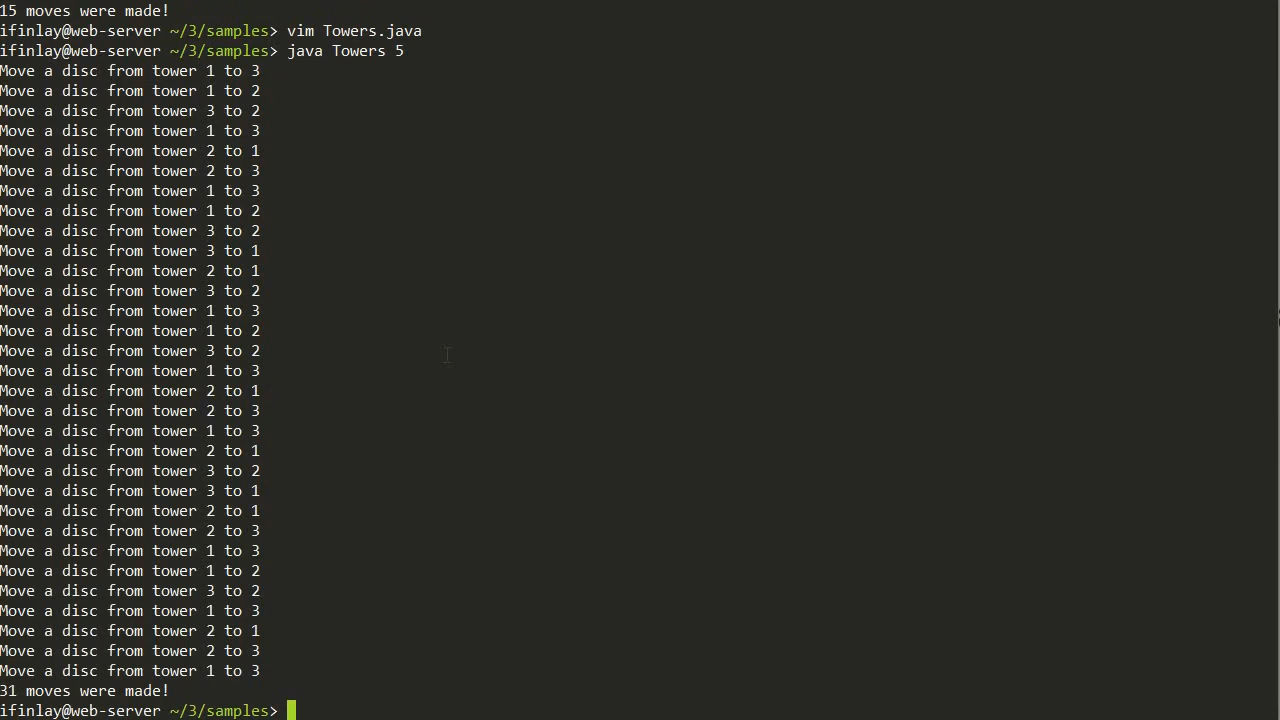 15 moves were made!
ifinlay@web-server ~/3/samples> vim Towers.java
ifinlay@web-server ~/3/samples> java Towers 5
Move a disc from tower 1 to 3
Move a disc from tower 1 to 2
Move a disc from tower 3 to 2
Move a disc from tower 1 to 3
Move a disc from tower 2 to 1
Move a disc from tower 2 to 3
Move a disc from tower 1 to 3
Move a disc from tower 1 to 2
Move a disc from tower 3 to 2
Move a disc from tower 3 to 1
Move a disc from tower 2 to 1
Move a disc from tower 3 to 2
Move a disc from tower 1 to 3
Move a disc from tower 1 to 2
Move a disc from tower 3 to 2
Move a disc from tower 1 to 3
Move a disc from tower 2 to 1
Move a disc from tower 2 to 3
Move a disc from tower 1 to 3
Move a disc from tower 2 to 1
Move a disc from tower 3 to 2
Move a disc from tower 3 to 1
Move a disc from tower 2 to 1
Move a disc from tower 2 to 3
Move a disc from tower 1 to 3
Move a disc from tower 1 to 2
Move a disc from tower 3 to 2
Move a disc from tower 1 to 3
Move a disc from tower 2 to 1
Move a disc from tower 2 to 3
Move a disc from tower 1 to 3
31 moves were made!
ifinlay@web-server ~/3/samples>